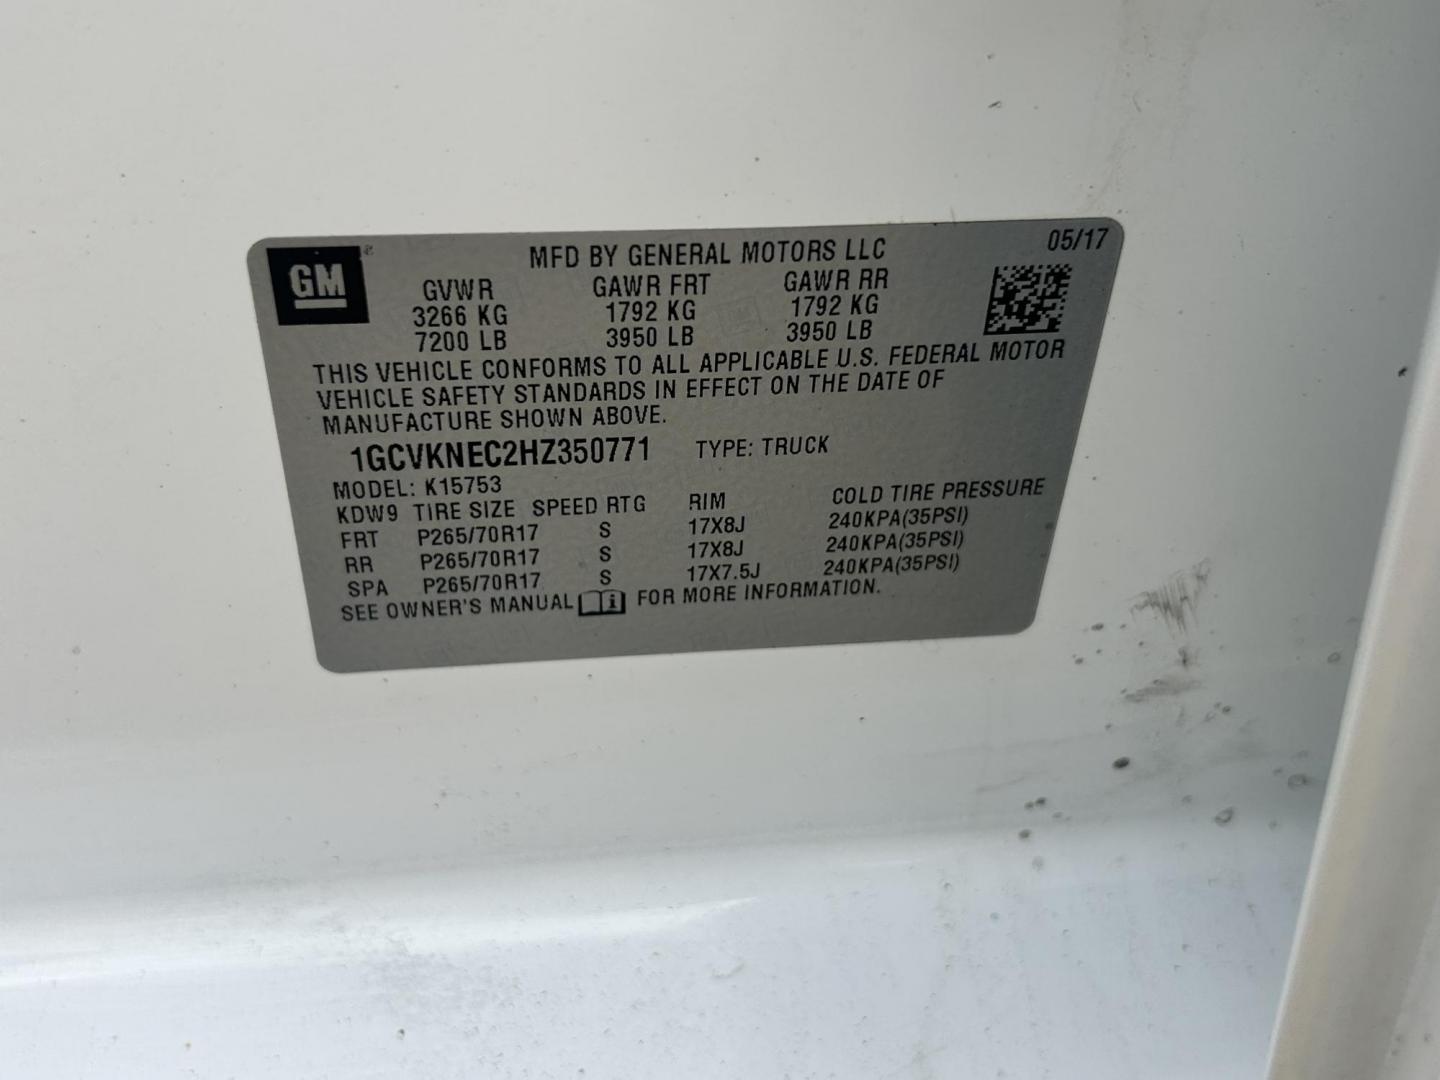 GM
MFD BY GENERAL MOTORS LLC 05/17
GVWR GAWR FRT GAWR RR
3266 KG 1792 KG 1792 KG
7200 LB 3950 LB 3950 LB
THIS VEHICLE CONFORMS TO ALL APPLICABLE U.S. FEDERAL MOTOR
VEHICLE SAFETY STANDARDS IN EFFECT ON THE DATE OF
MANUFACTURE SHOWN ABOVE.
1GCVKNEC2HZ350771 TYPE: TRUCK
MODEL: K15753
KDW9 TIRE SIZE SPEED RTG RIM COLD TIRE PRESSURE
FRT P265/70R17 S 17X8J 240KPA(35PSI)
RR P265/70R17 S 17X8J 240KPA(35PSI)
SPA P265/70R17 S 17X7.5J 240KPA(35PSI)
SEE OWNER'S MANUAL i FOR MORE INFORMATION.